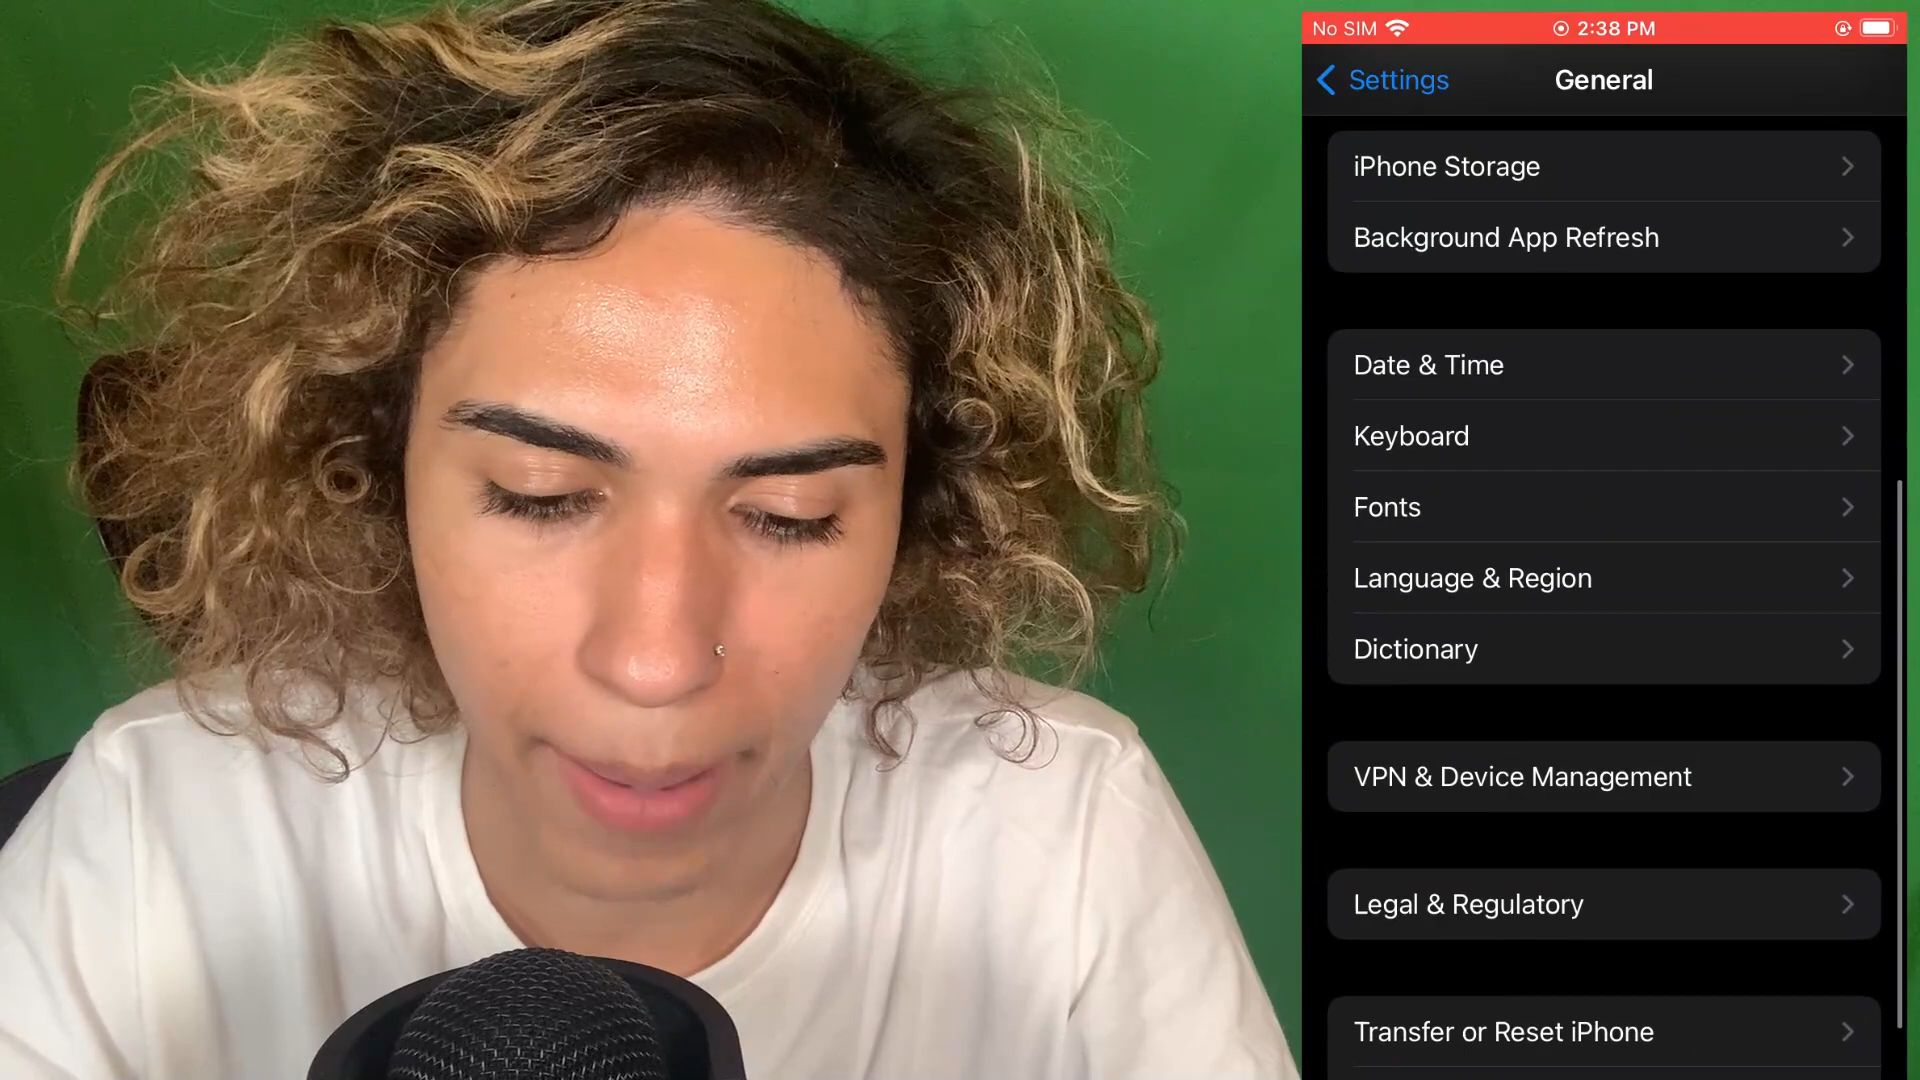 No SIM 2:38 PM
Settings General
iPhone Storage
Background App Refresh
Date & Time
Keyboard
Fonts
Language & Region
Dictionary
VPN & Device Management
Legal & Regulatory
Transfer or Reset iPhone